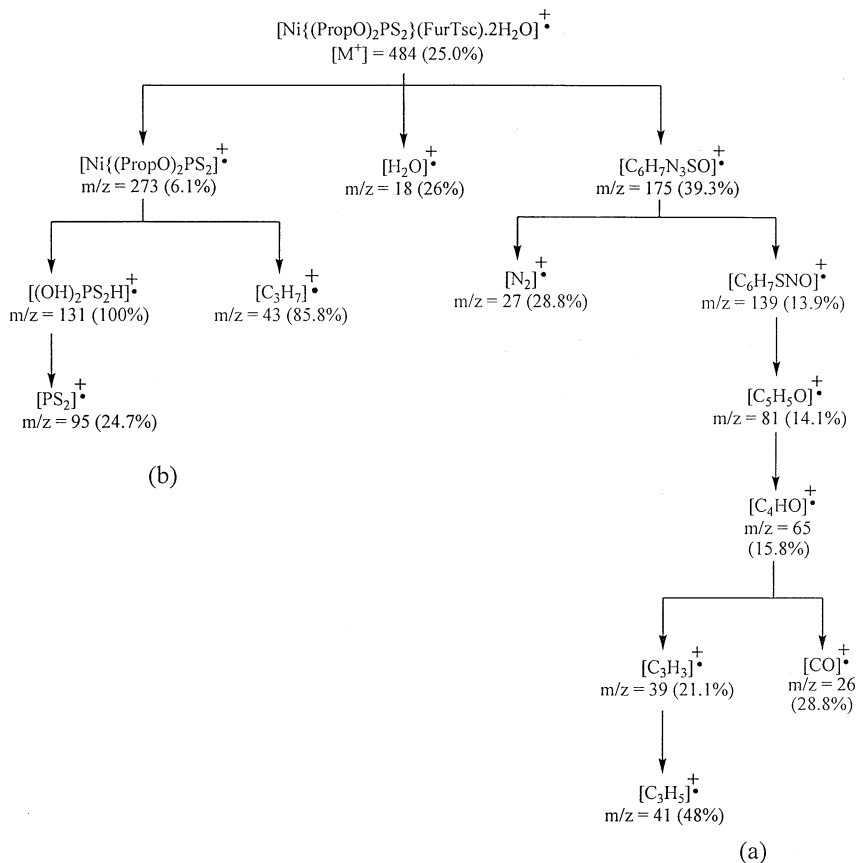 [Ni{(PropO)₂PS₂}(FurTsc).2H₂O]⁺•
[M⁺] = 484 (25.0%)
[Ni{(PropO)₂PS₂]⁺•
m/z = 273 (6.1%)
[H₂O]⁺•
m/z = 18 (26%)
[C₆H₇N₃SO]⁺•
m/z = 175 (39.3%)
[(OH)₂PS₂H]⁺•
m/z = 131 (100%)
[C₃H₇]⁺•
m/z = 43 (85.8%)
[N₂]⁺•
m/z = 27 (28.8%)
[C₆H₇SNO]⁺•
m/z = 139 (13.9%)
[PS₂]⁺•
m/z = 95 (24.7%)
[C₅H₅O]⁺•
m/z = 81 (14.1%)
(b)
[C₄HO]⁺•
m/z = 65
(15.8%)
[C₃H₃]⁺•
m/z = 39 (21.1%)
[CO]⁺•
m/z = 26
(28.8%)
[C₃H₅]⁺•
m/z = 41 (48%)
(a)